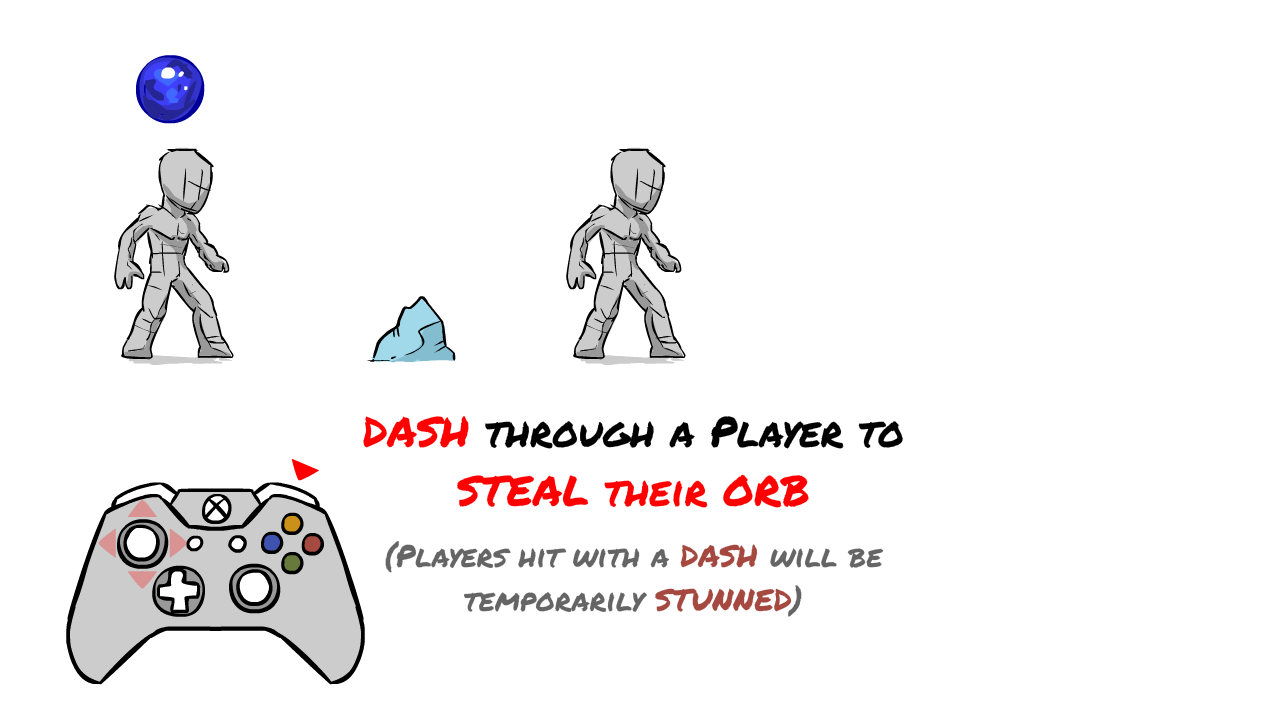 DASH through a Player to
STEAL their ORB
(Players hit with a DASH will be
temporarily STUNNED)